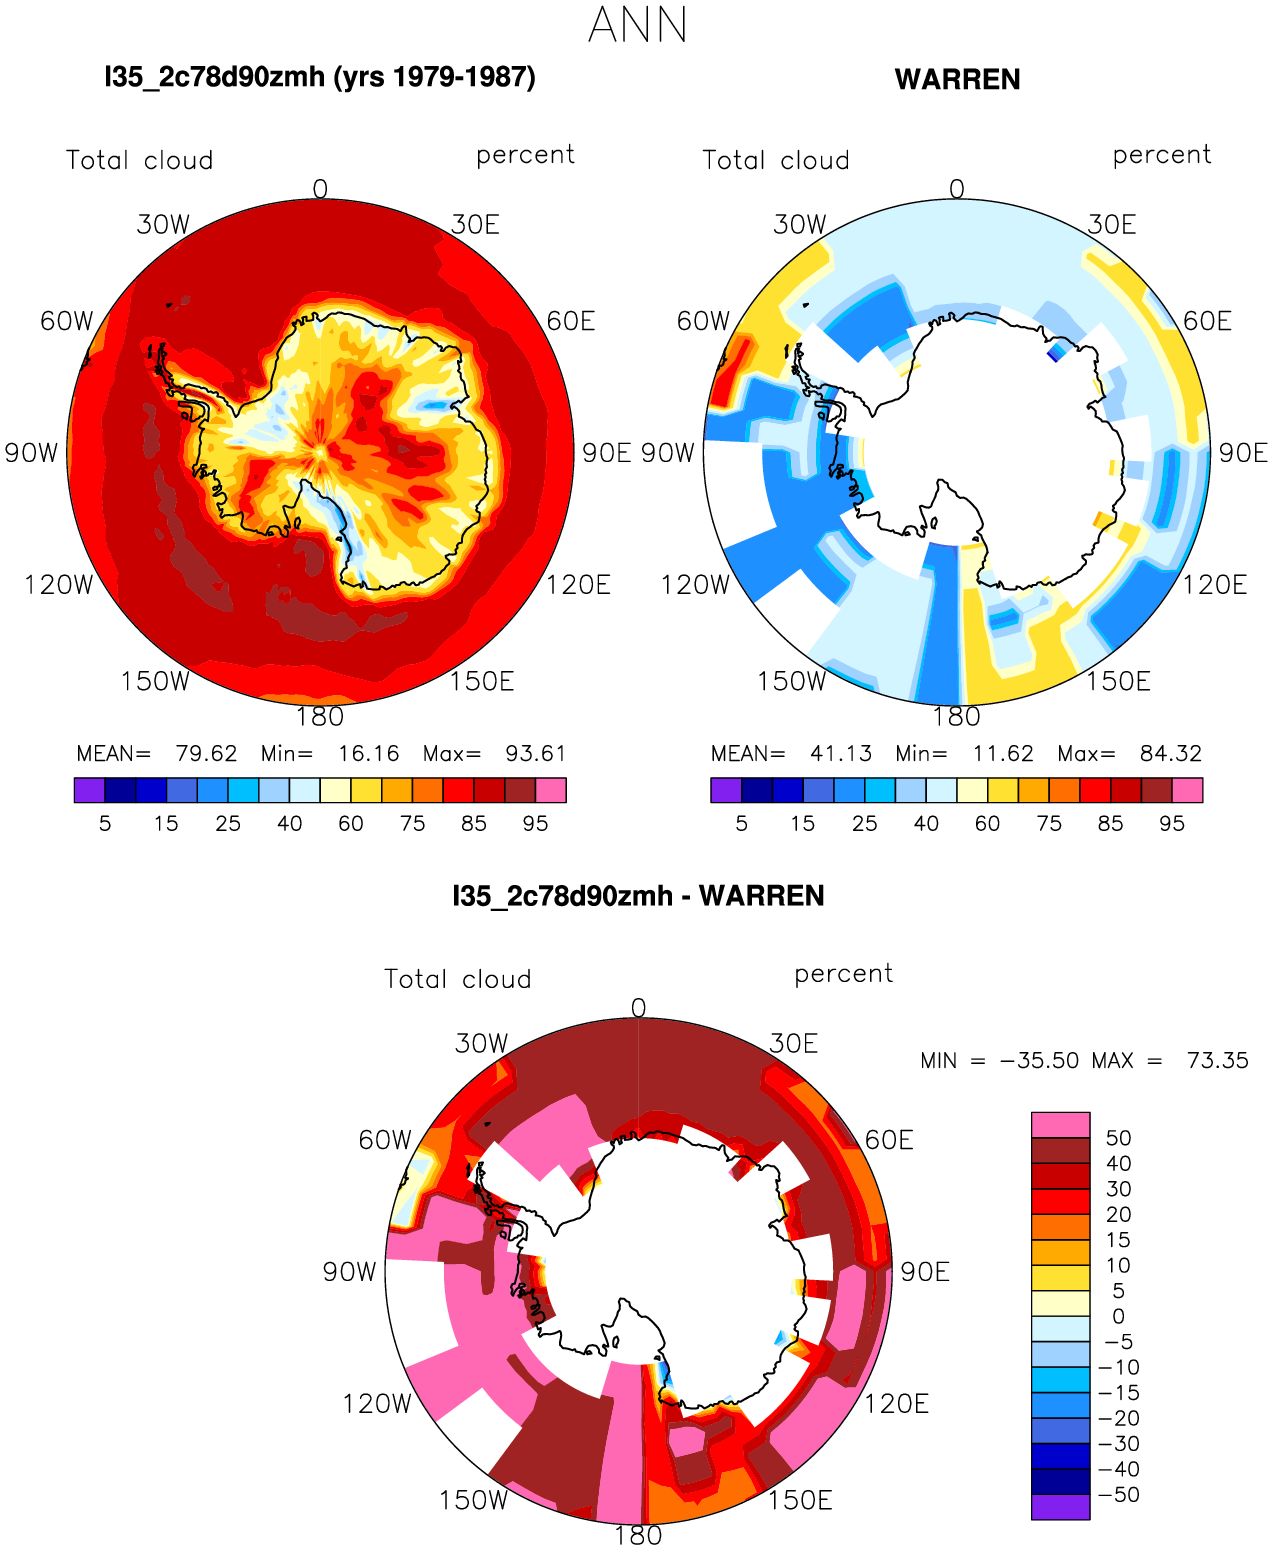 ANN
I35_2c78d90zmh (yrs 1979-1987)
WARREN
Total cloud percent
Total cloud percent
0
30W 30E
60W 60E
90W 90E
120W 120E
150W 150E
180
0
30W 30E
60W 60E
90W 90E
120W 120E
150W 150E
180
MEAN= 79.62 Min= 16.16 Max= 93.61
5 15 25 40 60 75 85 95
MEAN= 41.13 Min= 11.62 Max= 84.32
5 15 25 40 60 75 85 95
I35_2c78d90zmh - WARREN
Total cloud percent
0
30W 30E
60W 60E
90W 90E
120W 120E
150W 150E
180
MIN = -35.50 MAX = 73.35
50
40
30
20
15
10
5
0
-5
-10
-15
-20
-30
-40
-50